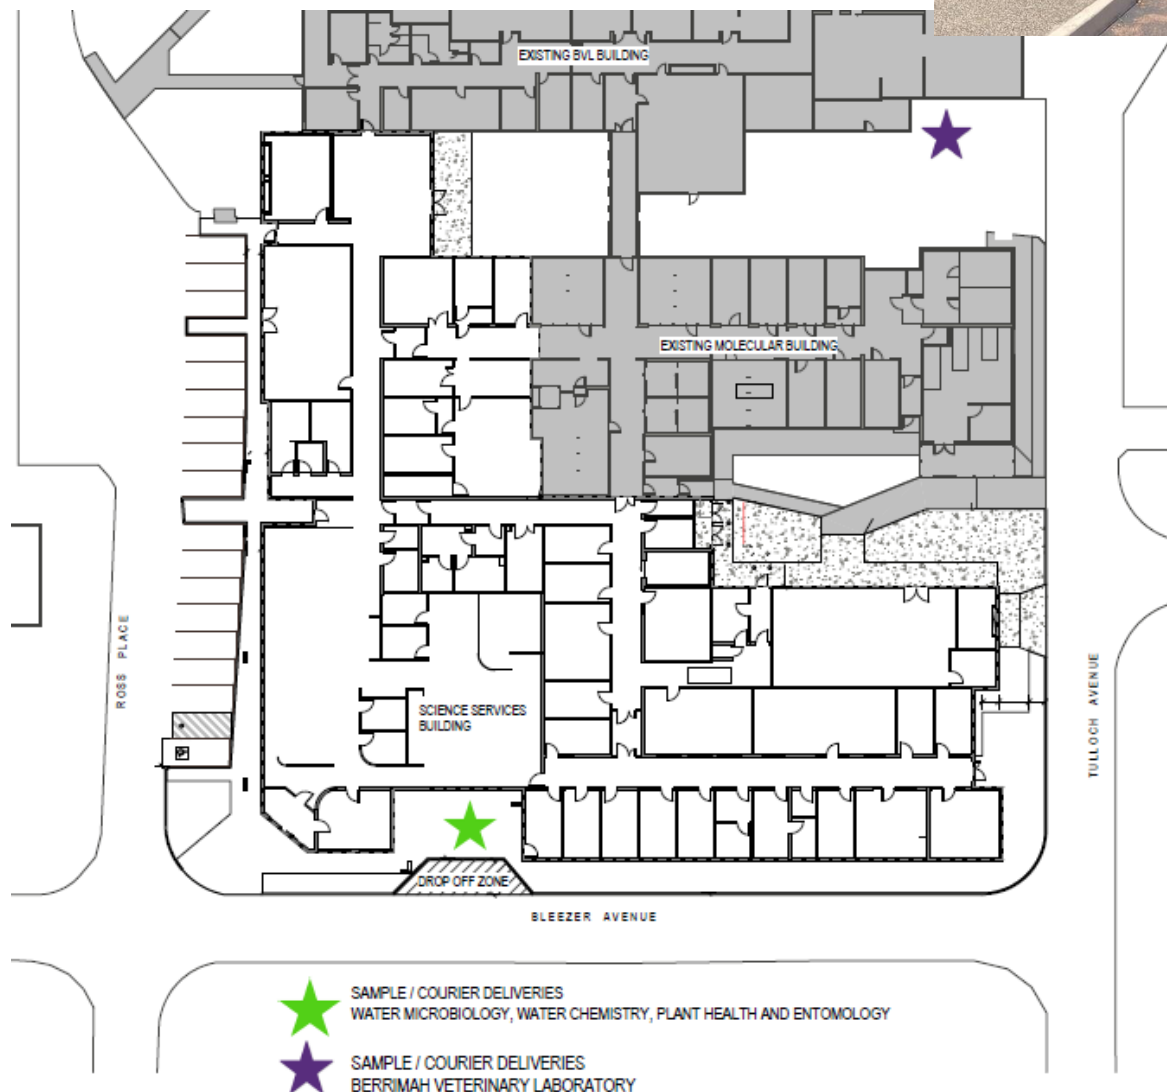 EXISTING BVL BUILDING
EXISTING MOLECULAR BUILDING
ROSS PLACE
SCIENCE SERVICES
BUILDING
TULLOCH AVENUE
DROP OFF ZONE
BLEEZER AVENUE
SAMPLE / COURIER DELIVERIES
WATER MICROBIOLOGY, WATER CHEMISTRY, PLANT HEALTH AND ENTOMOLOGY
SAMPLE / COURIER DELIVERIES
BERRIMAH VETERINARY LABORATORY